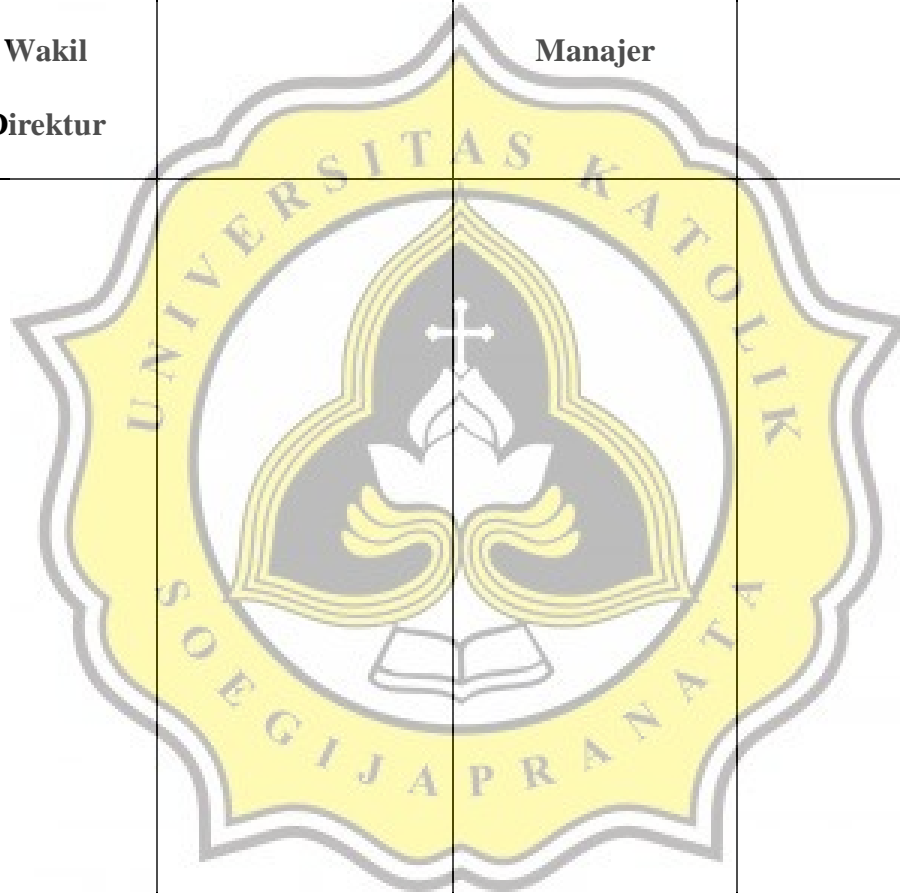 Wakil
Direktur
Manajer
UNIVERSITAS KATOLIK
SOEGIJAPRANATA